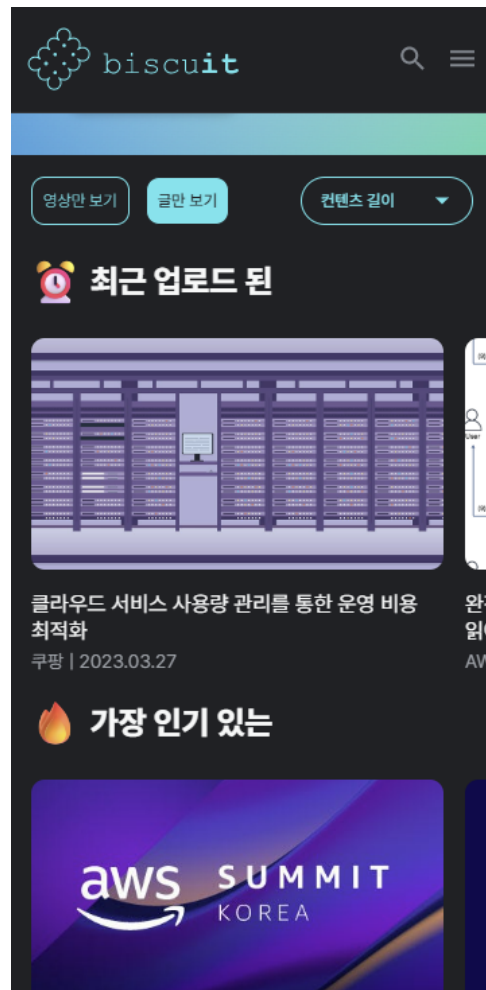 biscuit
영상만 보기
글만 보기
컨텐츠 길이
최근 업로드 된
User
클라우드 서비스 사용량 관리를 통한 운영 비용
최적화
쿠팡 | 2023.03.27
AW
가장 인기 있는
aws SUMMIT
KOREA